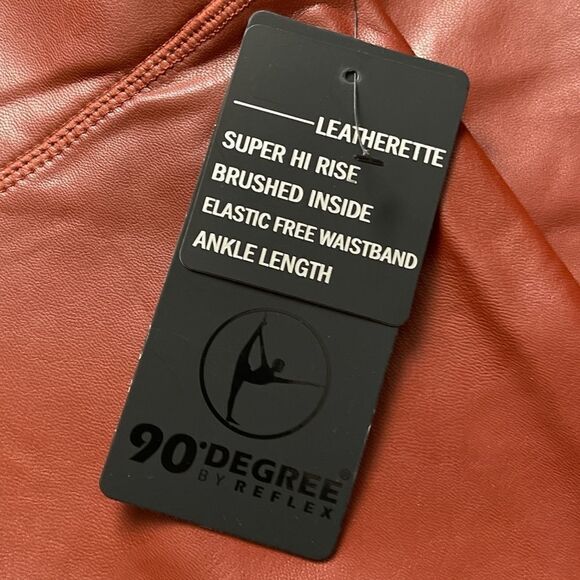 LEATHERETTE
SUPER HI RISE
BRUSHED INSIDE
ELASTIC FREE WAISTBAND
ANKLE LENGTH
90° DEGREE®
BY REFLEX